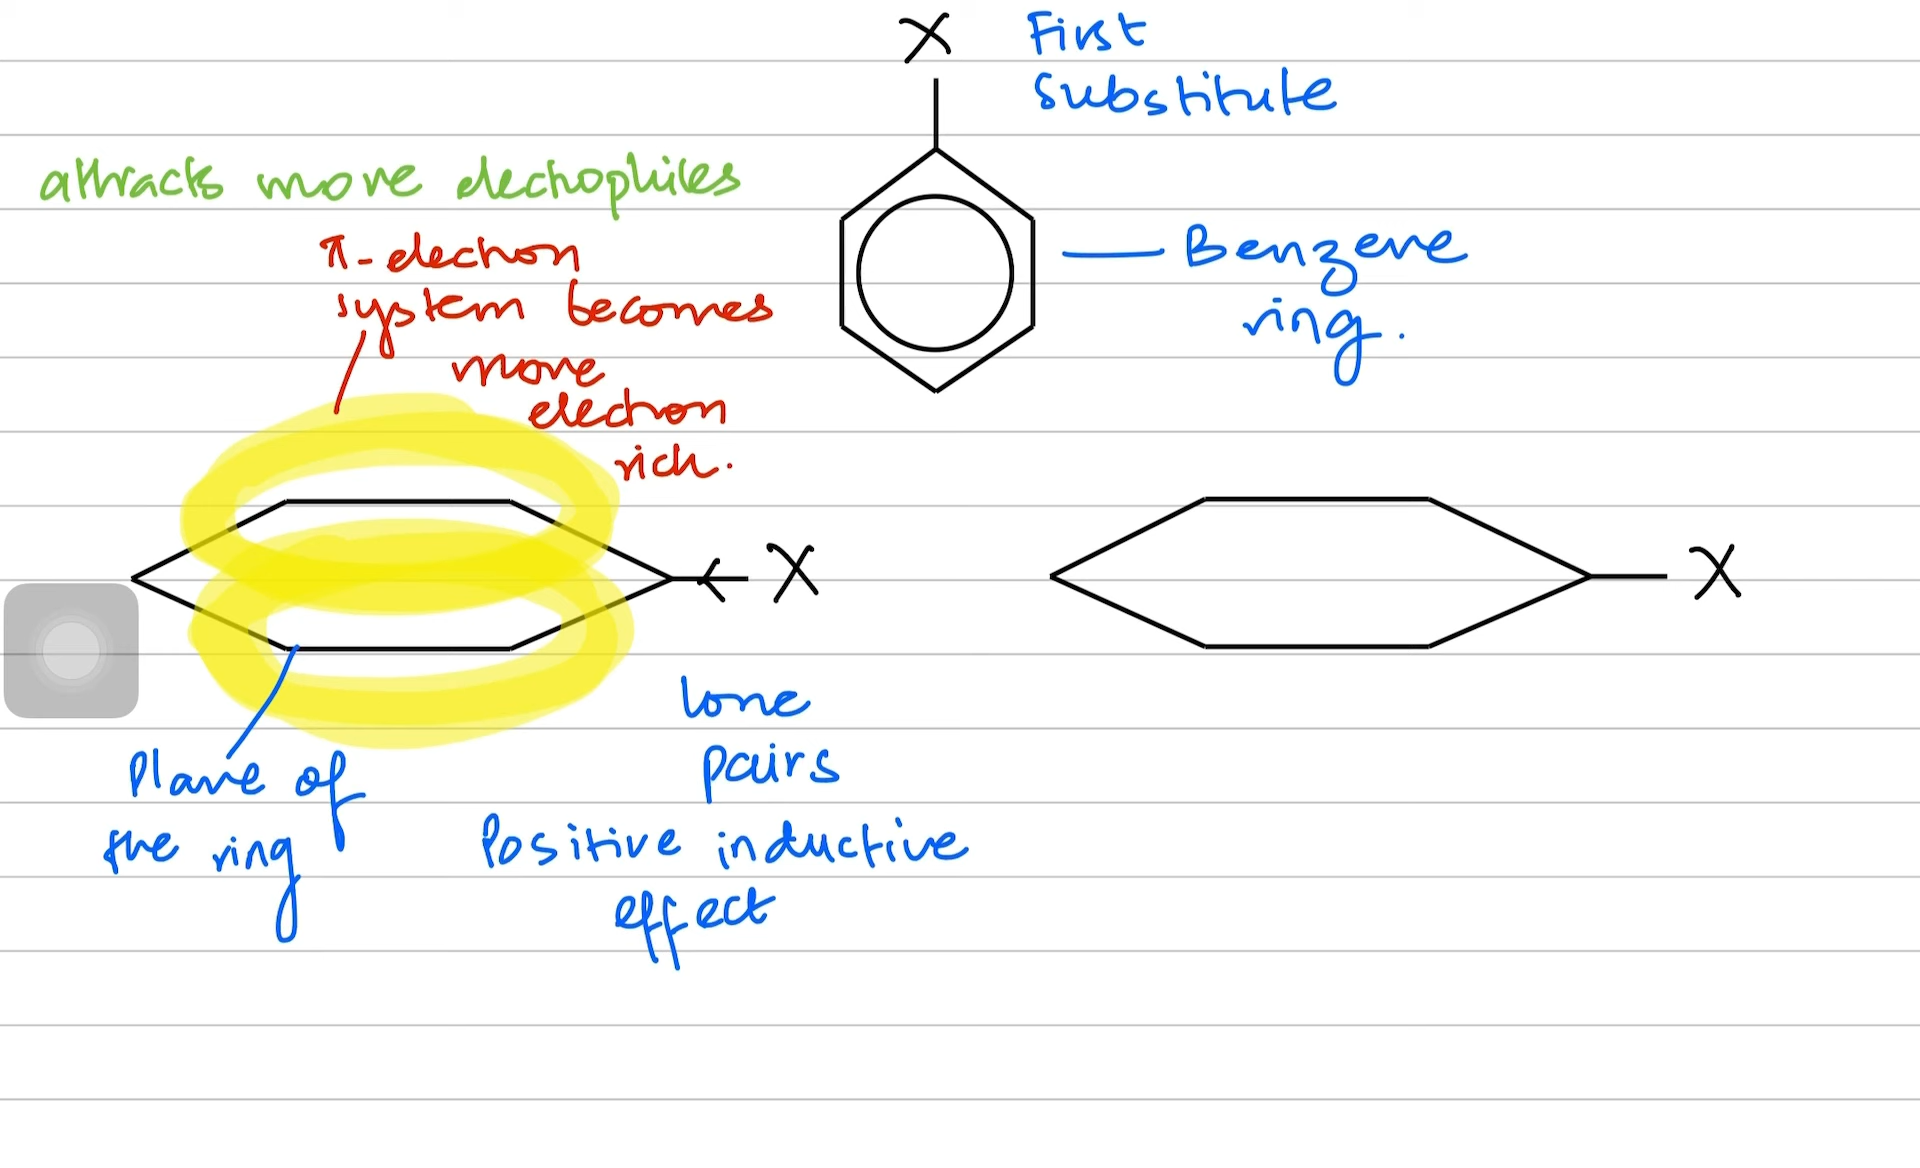 X
First
Substitute
attracts more electrophiles
π-electron
system becomes
more
electron
rich.
Benzene
ring.
X
X
lone
pairs
Plane of
the ring
Positive inductive
effect